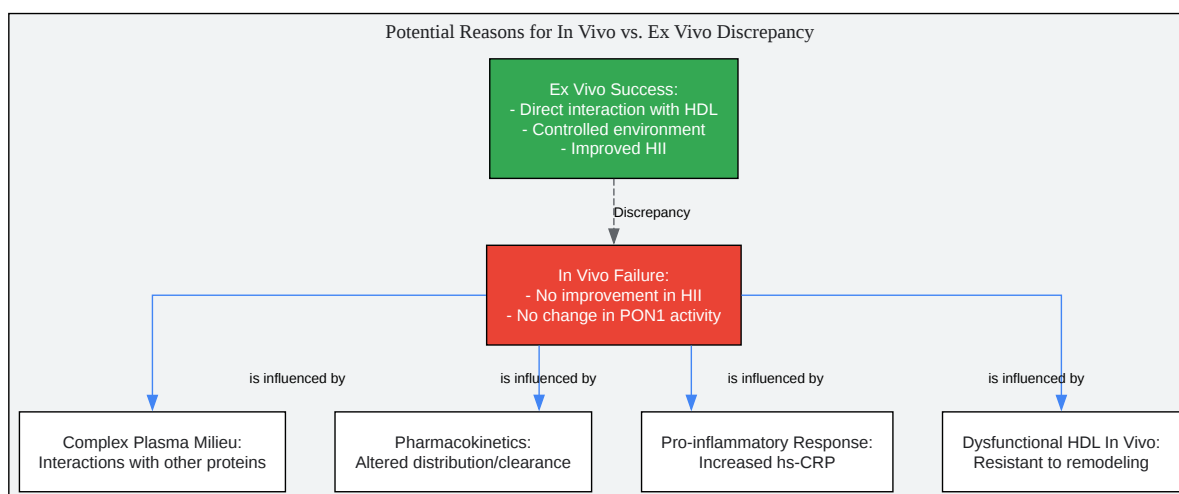 Potential Reasons for In Vivo vs. Ex Vivo Discrepancy
Ex Vivo Success:
- Direct interaction with HDL
- Controlled environment
- Improved HII
Discrepancy
In Vivo Failure:
- No improvement in HII
- No change in PON1 activity
is influenced by
is influenced by
is influenced by
is influenced by
Complex Plasma Milieu:
Interactions with other proteins
Pharmacokinetics:
Altered distribution/clearance
Pro-inflammatory Response:
Increased hs-CRP
Dysfunctional HDL In Vivo:
Resistant to remodeling